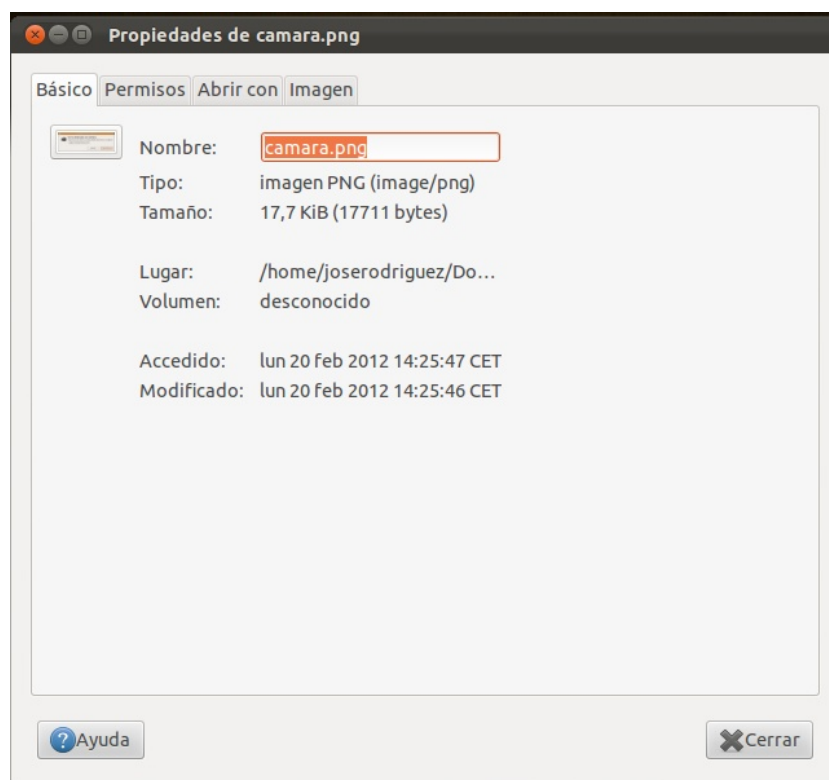 Propiedades de camara.png
Básico Permisos Abrir con Imagen
Nombre: camara.png
Tipo: imagen PNG (image/png)
Tamaño: 17,7 KiB (17711 bytes)
Lugar: /home/joserodriguez/Do...
Volumen: desconocido
Accedido: lun 20 feb 2012 14:25:47 CET
Modificado: lun 20 feb 2012 14:25:46 CET
Ayuda Cerrar